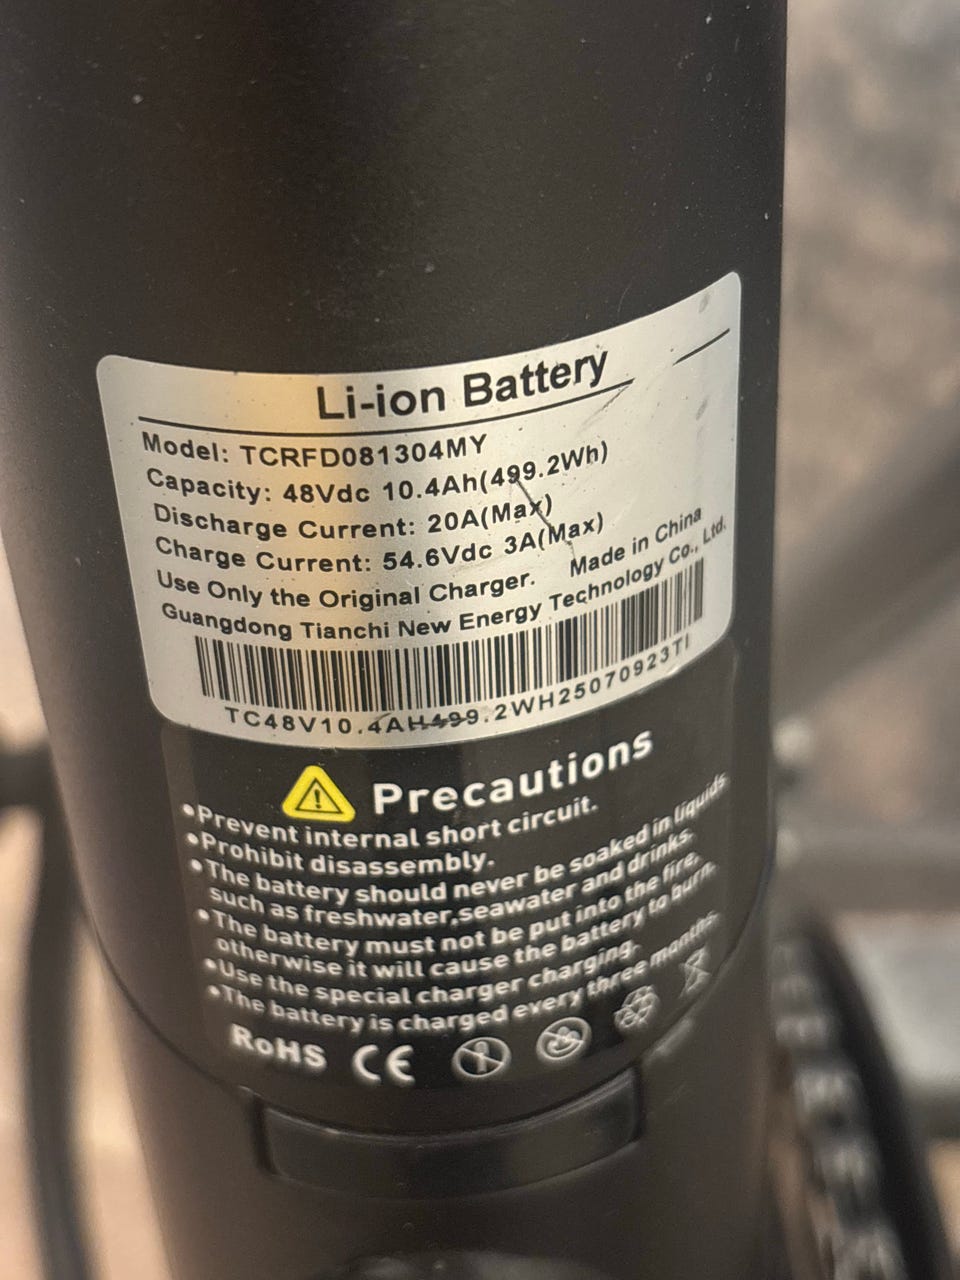 Li-ion Battery
Model: TCRFD081304MY
Capacity: 48Vdc 10.4Ah(499.2Wh)
Discharge Current: 20A(Max)
Charge Current: 54.6Vdc 3A(Max)
Use Only the Original Charger. Made in China
Guangdong Tianchi New Energy Technology Co., Ltd.
TC48V10.4AH499.2WH25070923TI
Precautions
•Prevent internal short circuit.
•Prohibit disassembly.
•The battery should never be soaked in liquids
such as freshwater,seawater and drinks.
•The battery must not be put into the fire,
otherwise it will cause the battery to burn.
•Use the special charger charging.
•The battery is charged every three months.
RoHS CE